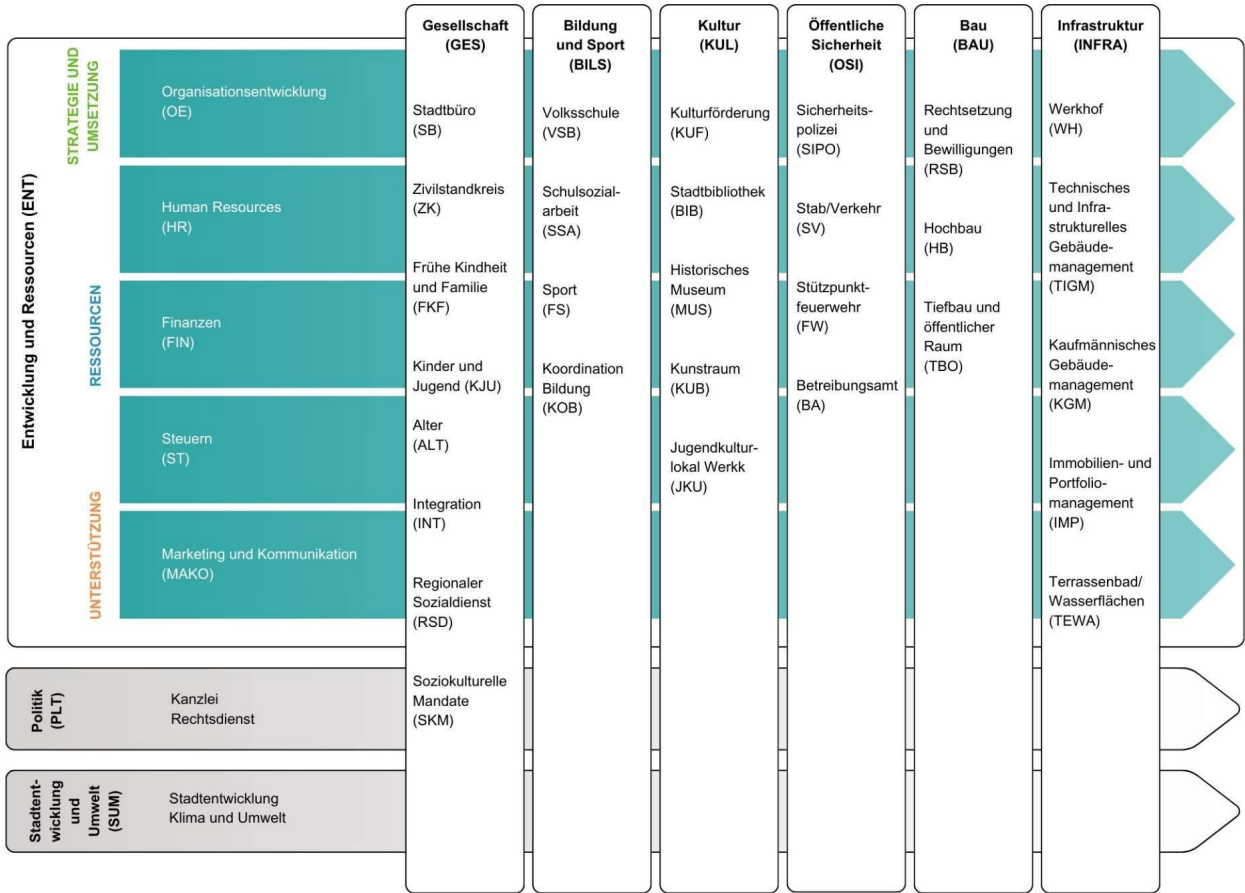 Gesellschaft
(GES)
Bildung
und Sport
(BILS)
Kultur
(KUL)
Öffentliche
Sicherheit
(OSI)
Bau
(BAU)
Infrastruktur
(INFRA)
Entwicklung und Ressourcen (ENT)
STRATEGIE UND
UMSETZUNG
RESSOURCEN
UNTERSTÜTZUNG
Organisationsentwicklung
(OE)
Human Resources
(HR)
Finanzen
(FIN)
Steuern
(ST)
Marketing und Kommunikation
(MAKO)
Stadtbüro
(SB)
Zivilstandkreis
(ZK)
Frühe Kindheit
und Familie
(FKF)
Kinder und
Jugend (KJU)
Alter
(ALT)
Integration
(INT)
Regionaler
Sozialdienst
(RSD)
Soziokulturelle
Mandate
(SKM)
Volksschule
(VSB)
Schulsozial-
arbeit
(SSA)
Sport
(FS)
Koordination
Bildung
(KOB)
Kulturförderung
(KUF)
Stadtbibliothek
(BIB)
Historisches
Museum
(MUS)
Kunstraum
(KUB)
Jugendkultur-
lokal Werkk
(JKU)
Sicherheits-
polizei
(SIPO)
Stab/Verkehr
(SV)
Stützpunkt-
feuerwehr
(FW)
Betreibungsamt
(BA)
Rechtsetzung
und
Bewilligungen
(RSB)
Hochbau
(HB)
Tiefbau und
öffentlicher
Raum
(TBO)
Werkhof
(WH)
Technisches
und Infra-
strukturelles
Gebäude-
management
(TIGM)
Kaufmännisches
Gebäude-
management
(KGM)
Immobilien- und
Portfolio-
management
(IMP)
Terrassenbad/
Wasserflächen
(TEWA)
Politik
(PLT)
Kanzlei
Rechtsdienst
Stadtent-
wicklung
und
Umwelt
(SUM)
Stadtentwicklung
Klima und Umwelt